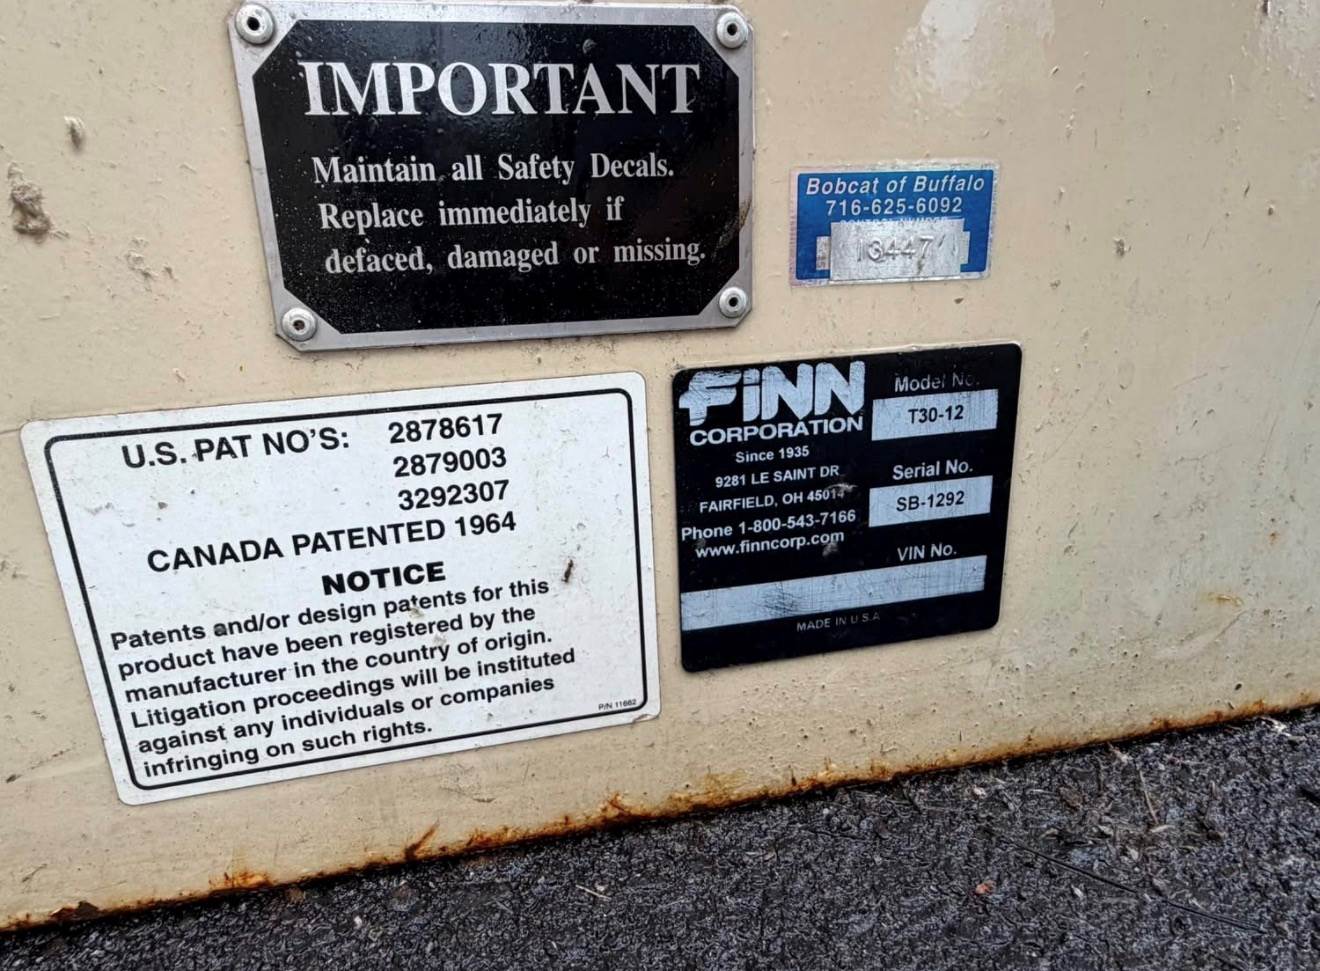 IMPORTANT
Maintain all Safety Decals.
Replace immediately if
defaced, damaged or missing.
Bobcat of Buffalo
716-625-6092
CONTROL NUMBER
13447
U.S. PAT NO'S: 2878617
2879003
3292307
CANADA PATENTED 1964
NOTICE
Patents and/or design patents for this
product have been registered by the
manufacturer in the country of origin.
Litigation proceedings will be instituted
against any individuals or companies
infringing on such rights.
P/N 11662
FINN
CORPORATION
Since 1935
9281 LE SAINT DR
FAIRFIELD, OH 45014
Phone 1-800-543-7166
www.finncorp.com
Model No.
T30-12
Serial No.
SB-1292
VIN No.
MADE IN U.S.A